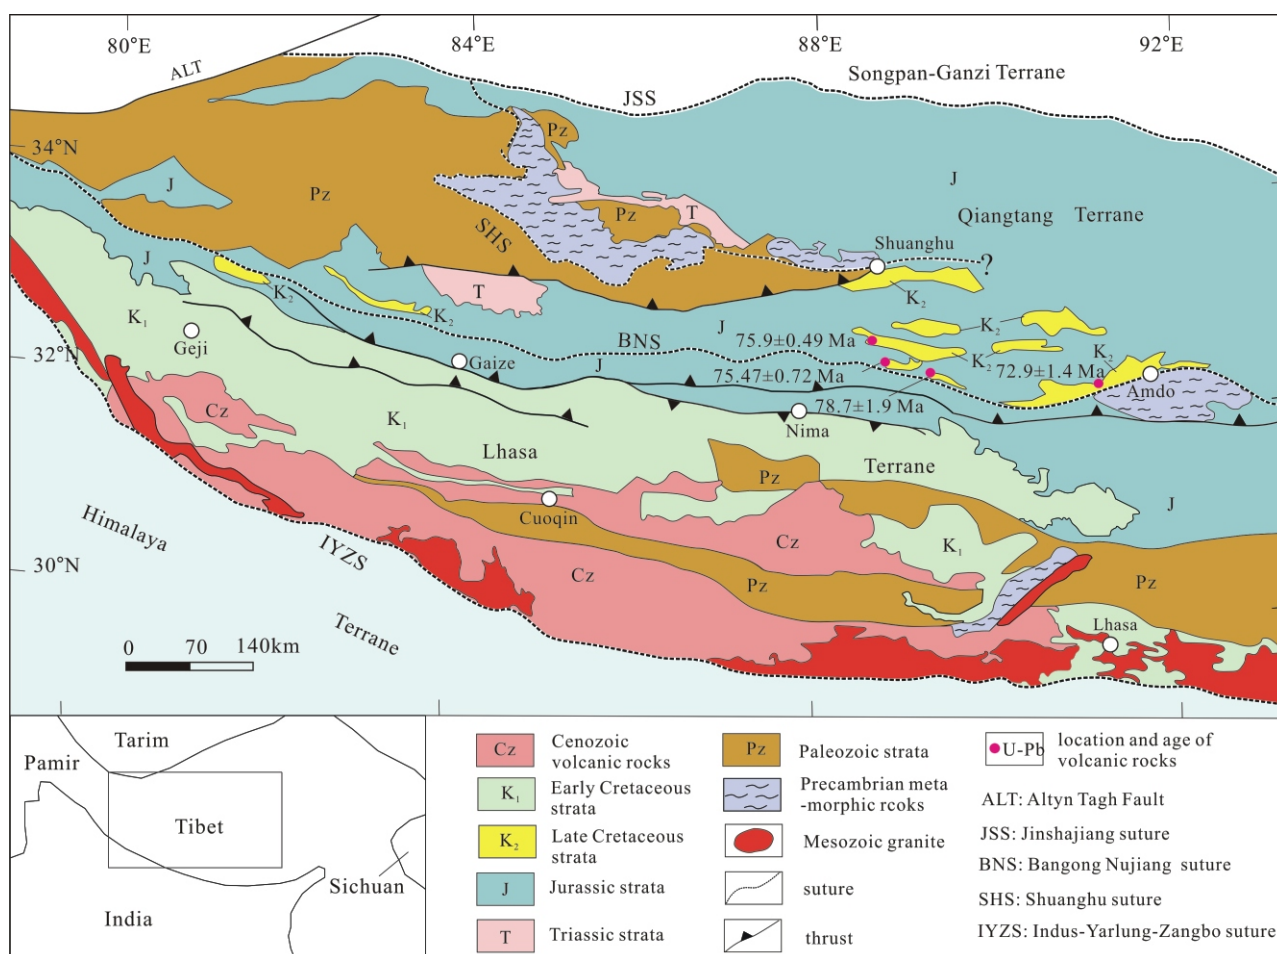 80°E
84°E
88°E
92°E
ALT
Songpan-Ganzi Terrane
JSS
Pz
34°N
J
Pz
J
Pz
T
Qiangtang Terrane
SHS
Shuanghu
?
J
K₂
T
K₂
K₂
K₁
J
K₂
BNS
75.9±0.49 Ma
Geji
32°N
Gaize
J
K₂
72.9±1.4 Ma
K₂
75.47±0.72 Ma
Amdo
78.7±1.9 Ma
Cz
K₁
Nima
Lhasa
Terrane
Pz
J
Himalaya
Cuoqin
IYZS
Cz
K₁
30°N
Cz
Pz
Pz
Terrane
Lhasa
0 70 140km
Tarim
Pamir
Tibet
Sichuan
India
Cz
Cenozoic
volcanic rocks
K₁
Early Cretaceous
strata
K₂
Late Cretaceous
strata
J
Jurassic strata
T
Triassic strata
Pz
Paleozoic strata
Precambrian meta
-morphic rcoks
Mesozoic granite
suture
thrust
U-Pb
location and age of
volcanic rocks
ALT: Altyn Tagh Fault
JSS: Jinshajiang suture
BNS: Bangong Nujiang suture
SHS: Shuanghu suture
IYZS: Indus-Yarlung-Zangbo suture